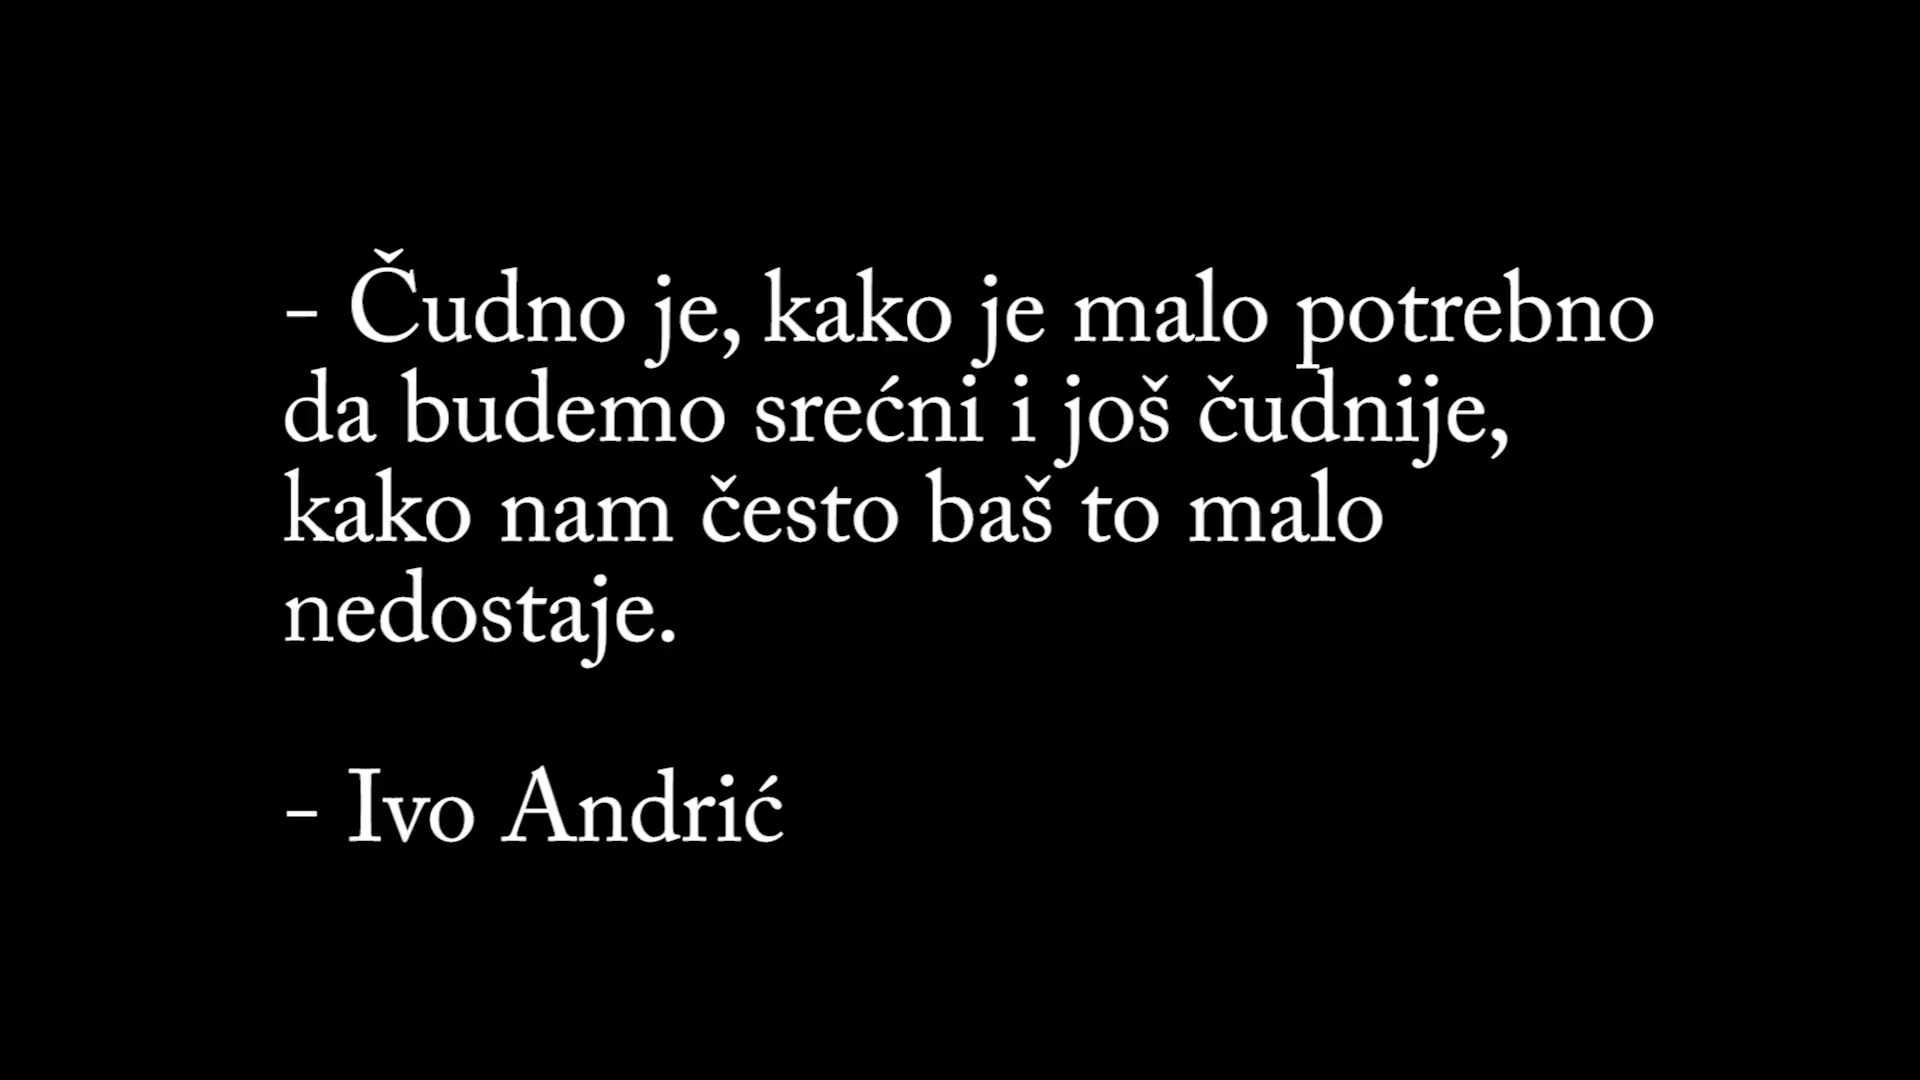 - Čudno je, kako je malo potrebno
da budemo srećni i još čudnije,
kako nam često baš to malo
nedostaje.
- Ivo Andrić